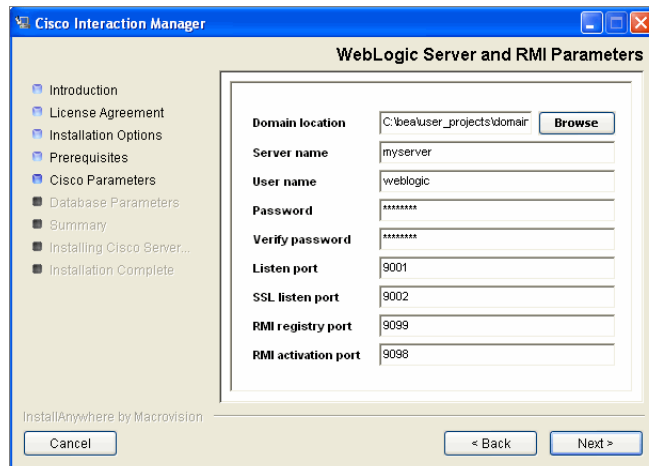 Cisco Interaction Manager
WebLogic Server and RMI Parameters
Introduction
License Agreement
Installation Options
Prerequisites
Cisco Parameters
Database Parameters
Summary
Installing Cisco Server...
Installation Complete
Domain location C:\bea\user_projects\domain Browse
Server name myserver
User name weblogic
Password ********
Verify password ********
Listen port 9001
SSL listen port 9002
RMI registry port 9099
RMI activation port 9098
InstallAnywhere by Macrovision
Cancel < Back Next >